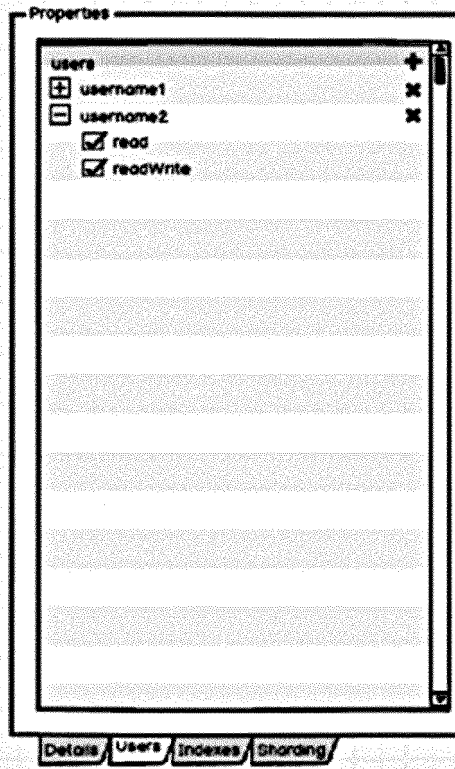 Properties
users
username1
username2
read
readWrite
Details Users Indexes Sharding